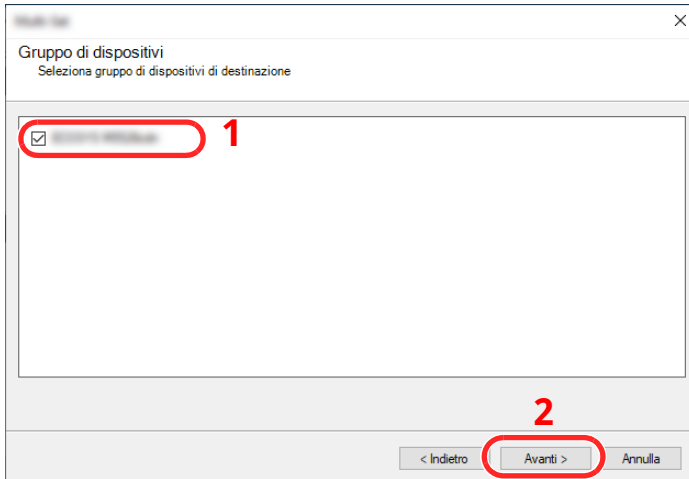 Gruppo di dispositivi
Seleziona gruppo di dispositivi di destinazione
1
2
< Indietro
Avanti >
Annulla